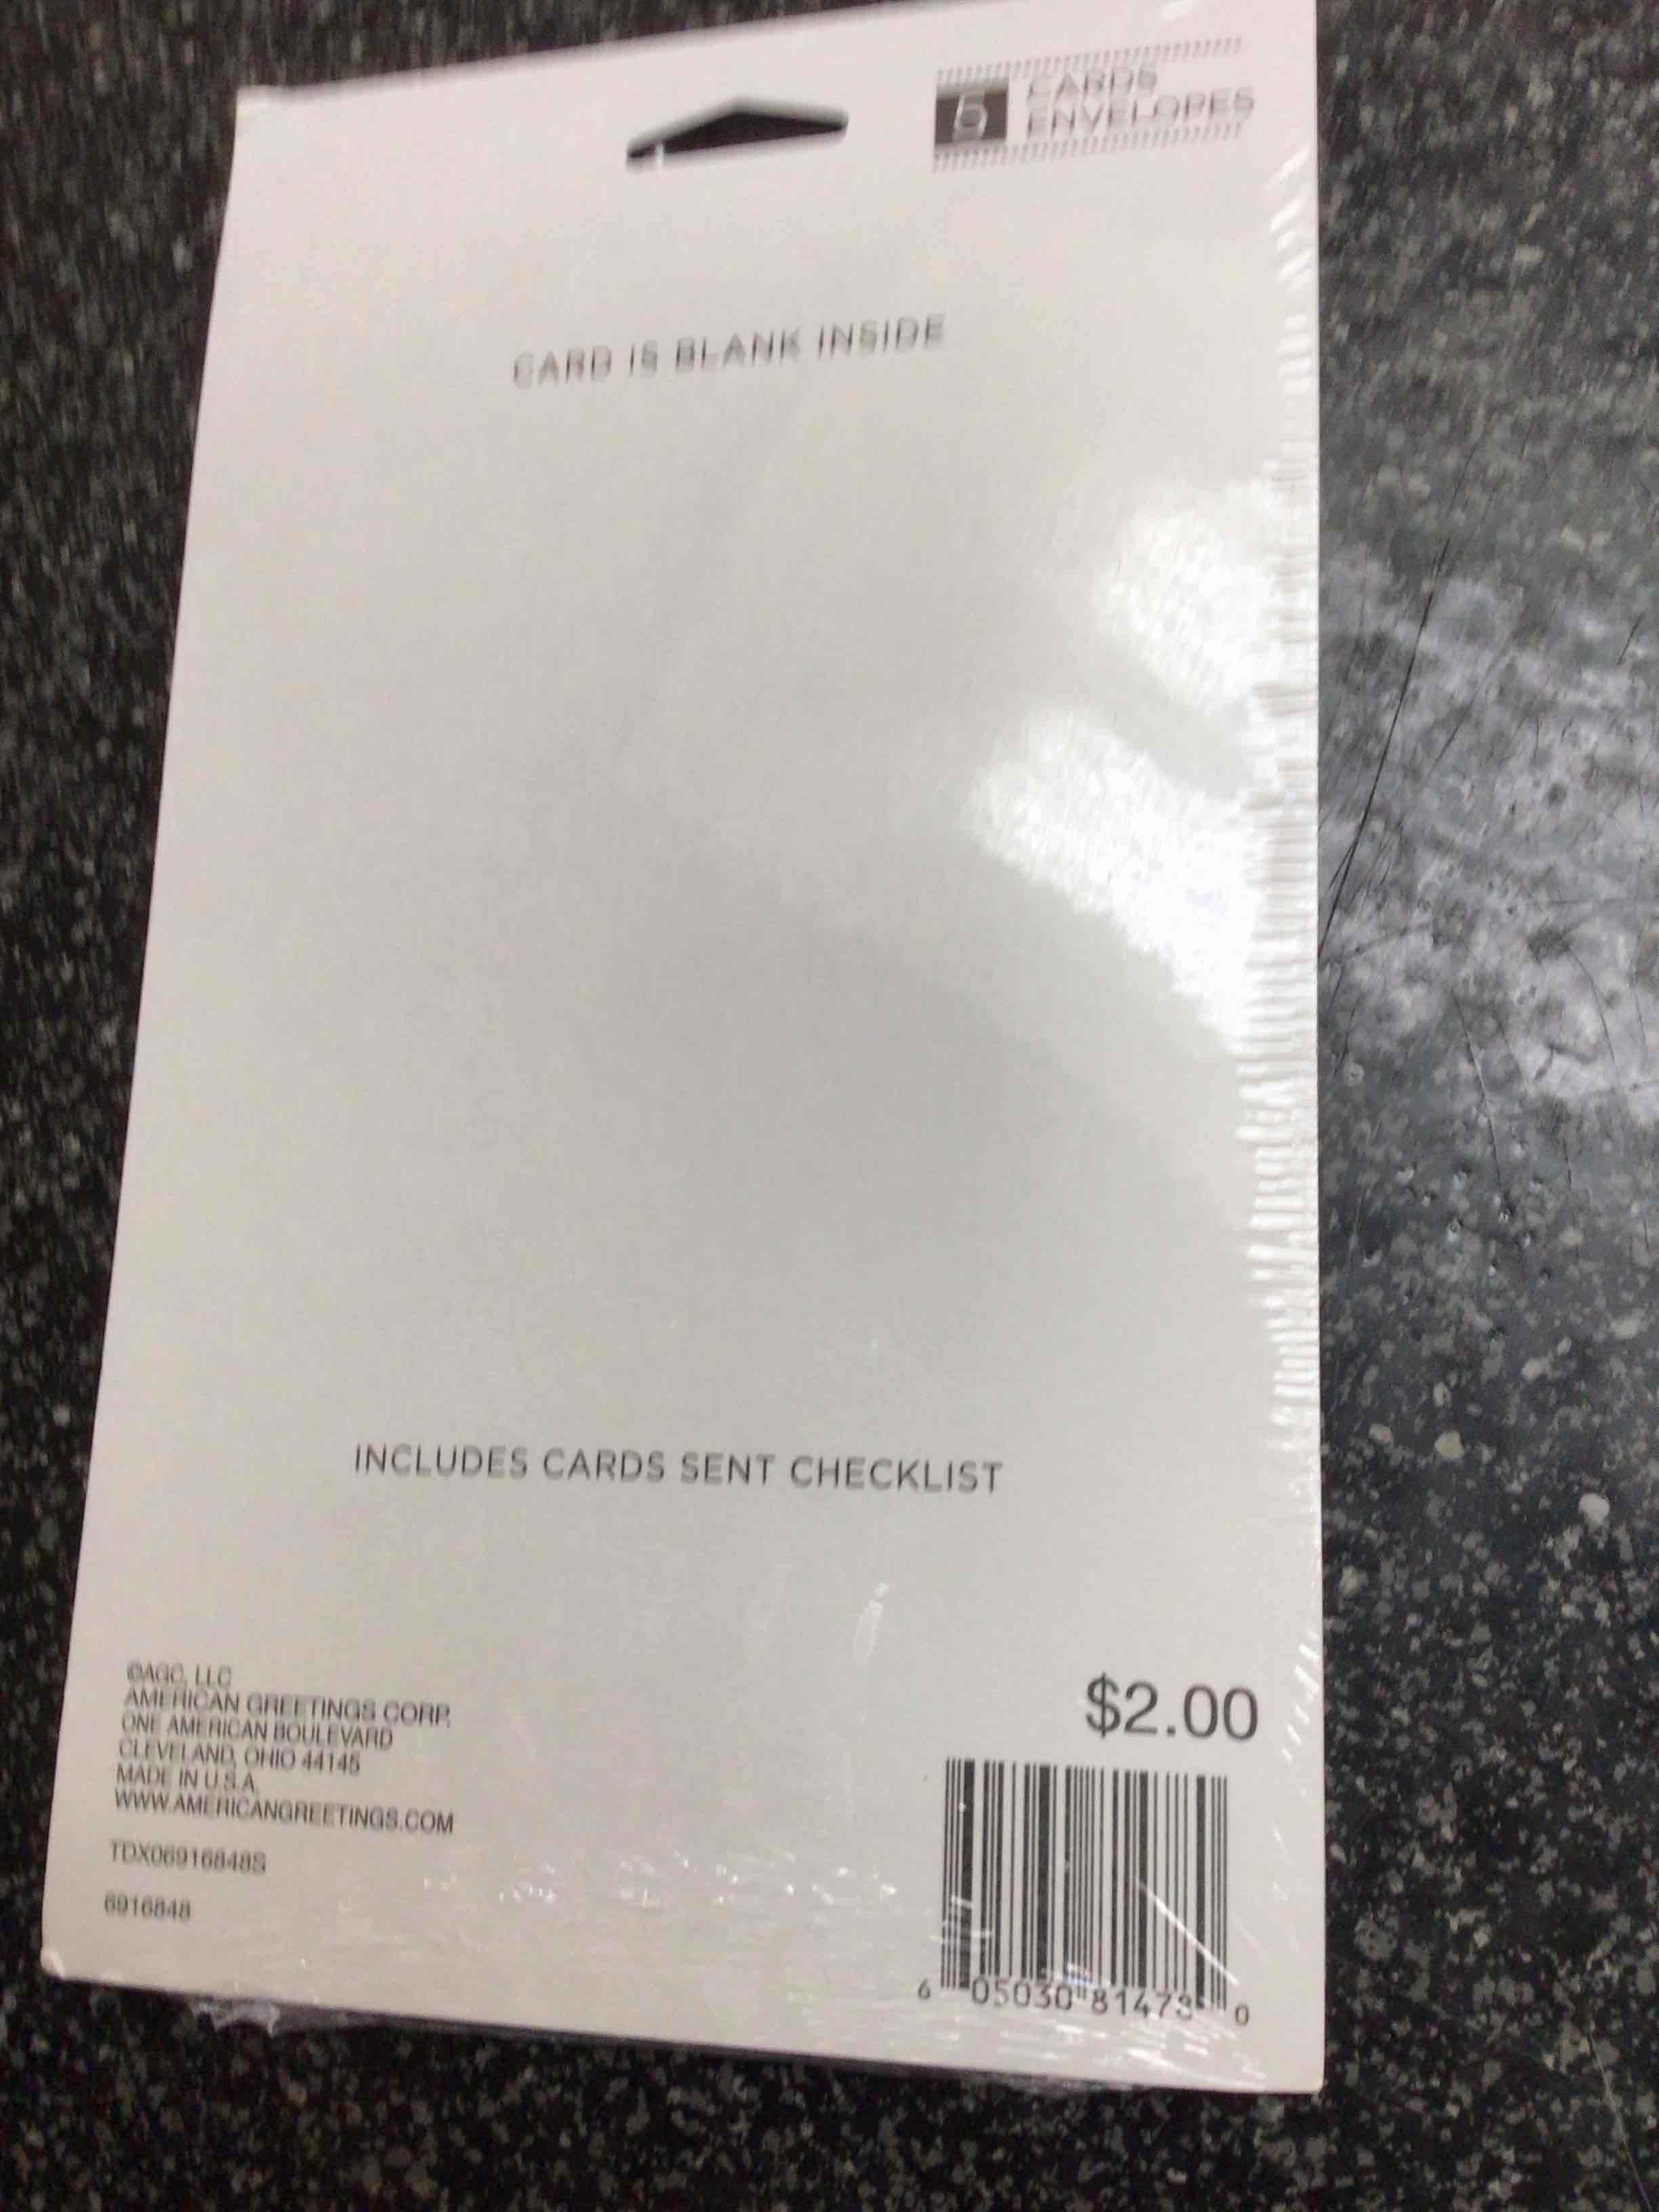 5 CARDS
ENVELOPES
CARD IS BLANK INSIDE
INCLUDES CARDS SENT CHECKLIST
©AGC, LLC
AMERICAN GREETINGS CORP.
ONE AMERICAN BOULEVARD
CLEVELAND, OHIO 44145
MADE IN U.S.A.
WWW.AMERICANGREETINGS.COM
TDX06916848S
6916848
$2.00
6 05030 81473 0